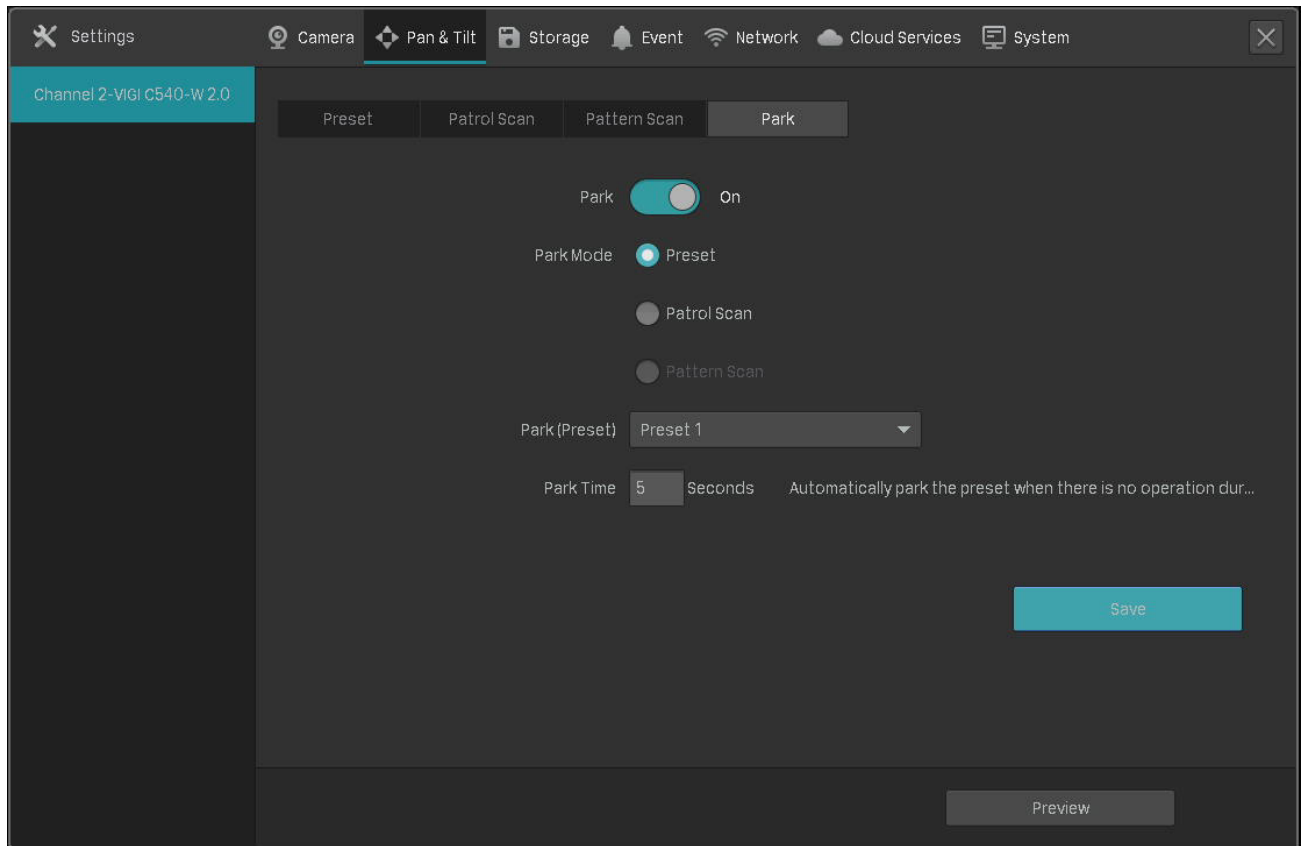 Settings Camera Pan & Tilt Storage Event Network Cloud Services System
Channel 2-VIGI C540-W 2.0
Preset Patrol Scan Pattern Scan Park
Park On
Park Mode Preset
Patrol Scan
Pattern Scan
Park (Preset) Preset 1
Park Time 5 Seconds Automatically park the preset when there is no operation dur...
Save
Preview